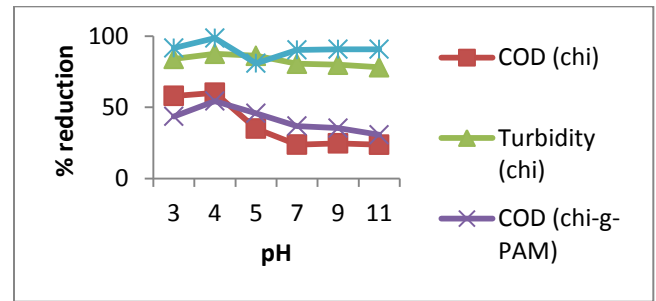 100
50
0
% reduction
3 4 5 7 9 11
pH
COD (chi)
Turbidity
(chi)
COD (chi-g-
PAM)